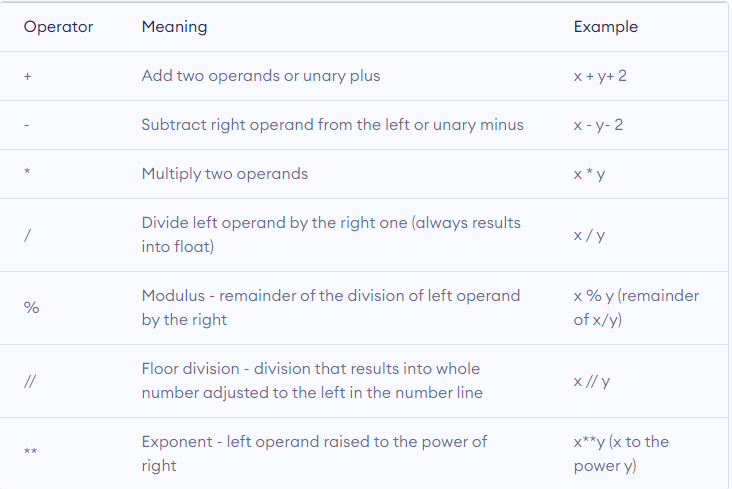 Operator Meaning Example
+ Add two operands or unary plus x + y+ 2
- Subtract right operand from the left or unary minus x - y- 2
* Multiply two operands x * y
/ Divide left operand by the right one (always results
into float) x / y
% Modulus - remainder of the division of left operand
by the right x % y (remainder
of x/y)
// Floor division - division that results into whole
number adjusted to the left in the number line x // y
** Exponent - left operand raised to the power of
right x**y (x to the
power y)